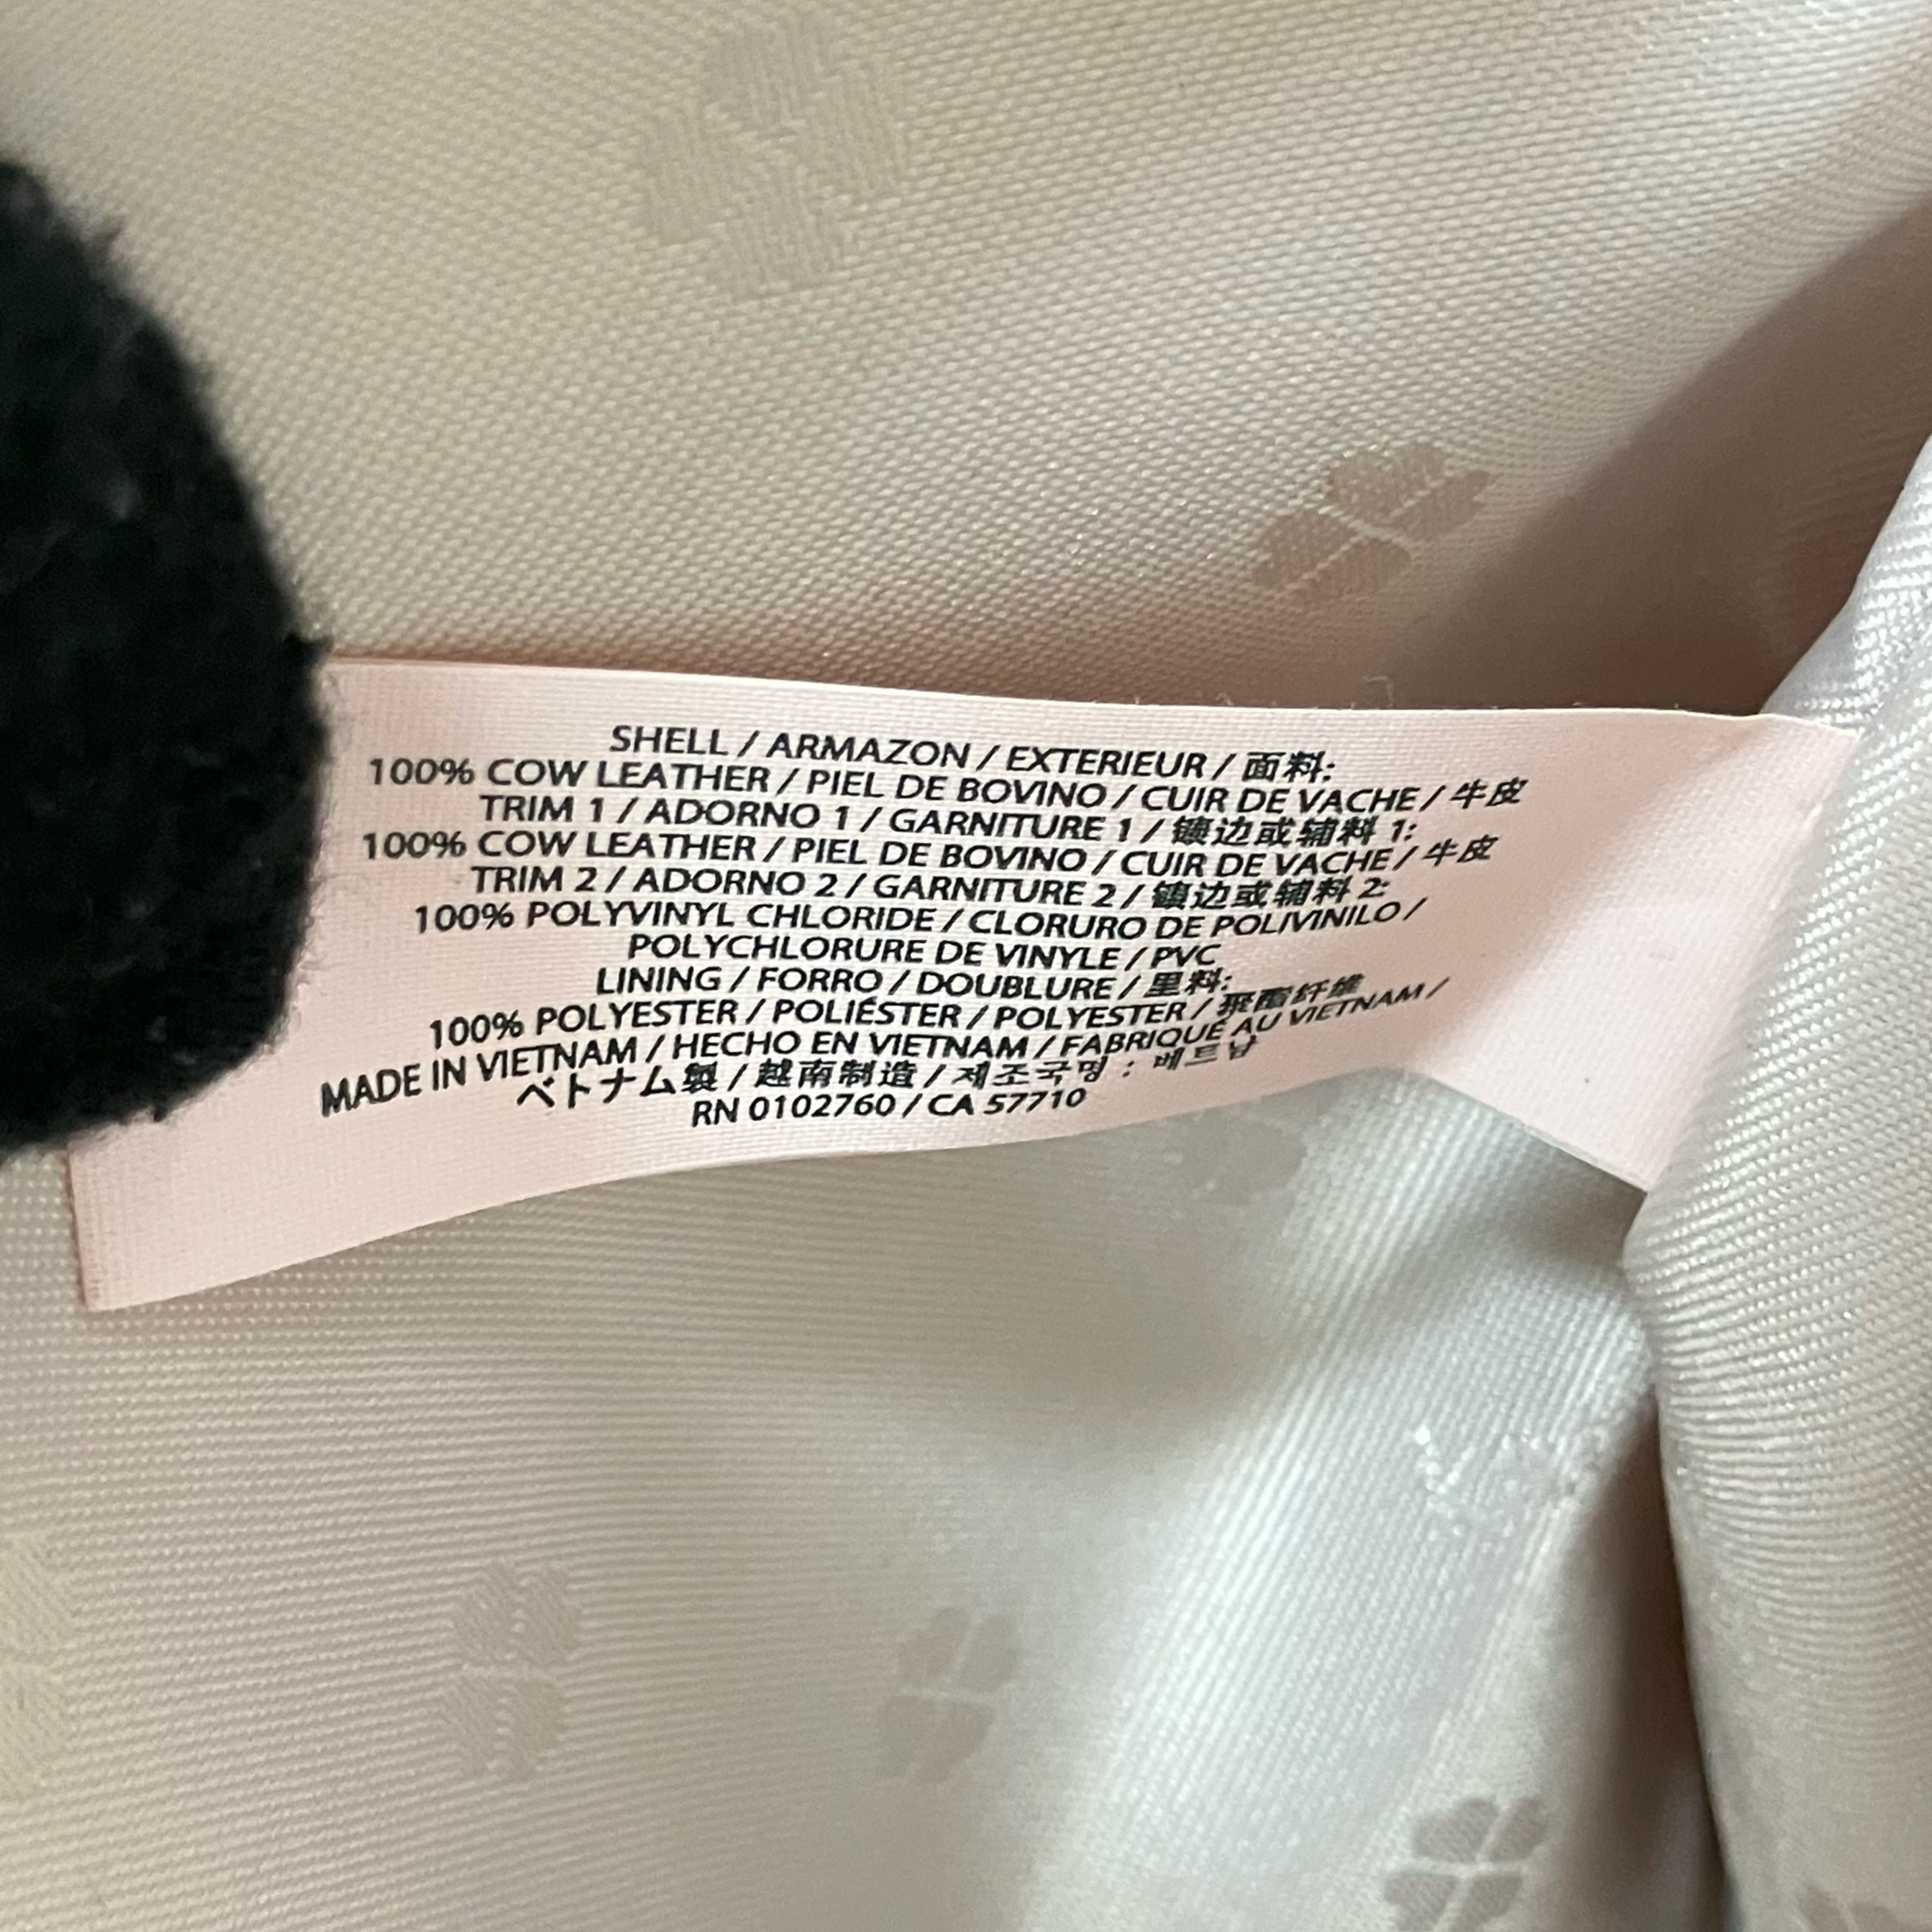 SHELL / ARMAZON / EXTERIEUR / 面料:
100% COW LEATHER / PIEL DE BOVINO / CUIR DE VACHE / 牛皮
TRIM 1 / ADORNO 1 / GARNITURE 1 / 镶边或辅料 1:
100% COW LEATHER / PIEL DE BOVINO / CUIR DE VACHE / 牛皮
TRIM 2 / ADORNO 2 / GARNITURE 2 / 镶边或辅料 2:
100% POLYVINYL CHLORIDE / CLORURO DE POLIVINILO /
POLYCHLORURE DE VINYLE / PVC
LINING / FORRO / DOUBLURE / 里料:
100% POLYESTER / POLIÉSTER / POLYESTER / 聚酯纤维
MADE IN VIETNAM / HECHO EN VIETNAM / FABRIQUÉ AU VIETNAM /
ベトナム製 / 越南制造 / 제조국명 : 베트남
RN 0102760 / CA 57710